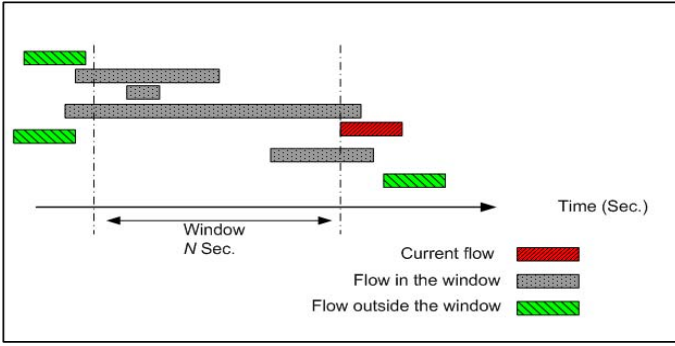 Time (Sec.)
Window
N Sec.
Current flow
Flow in the window
Flow outside the window